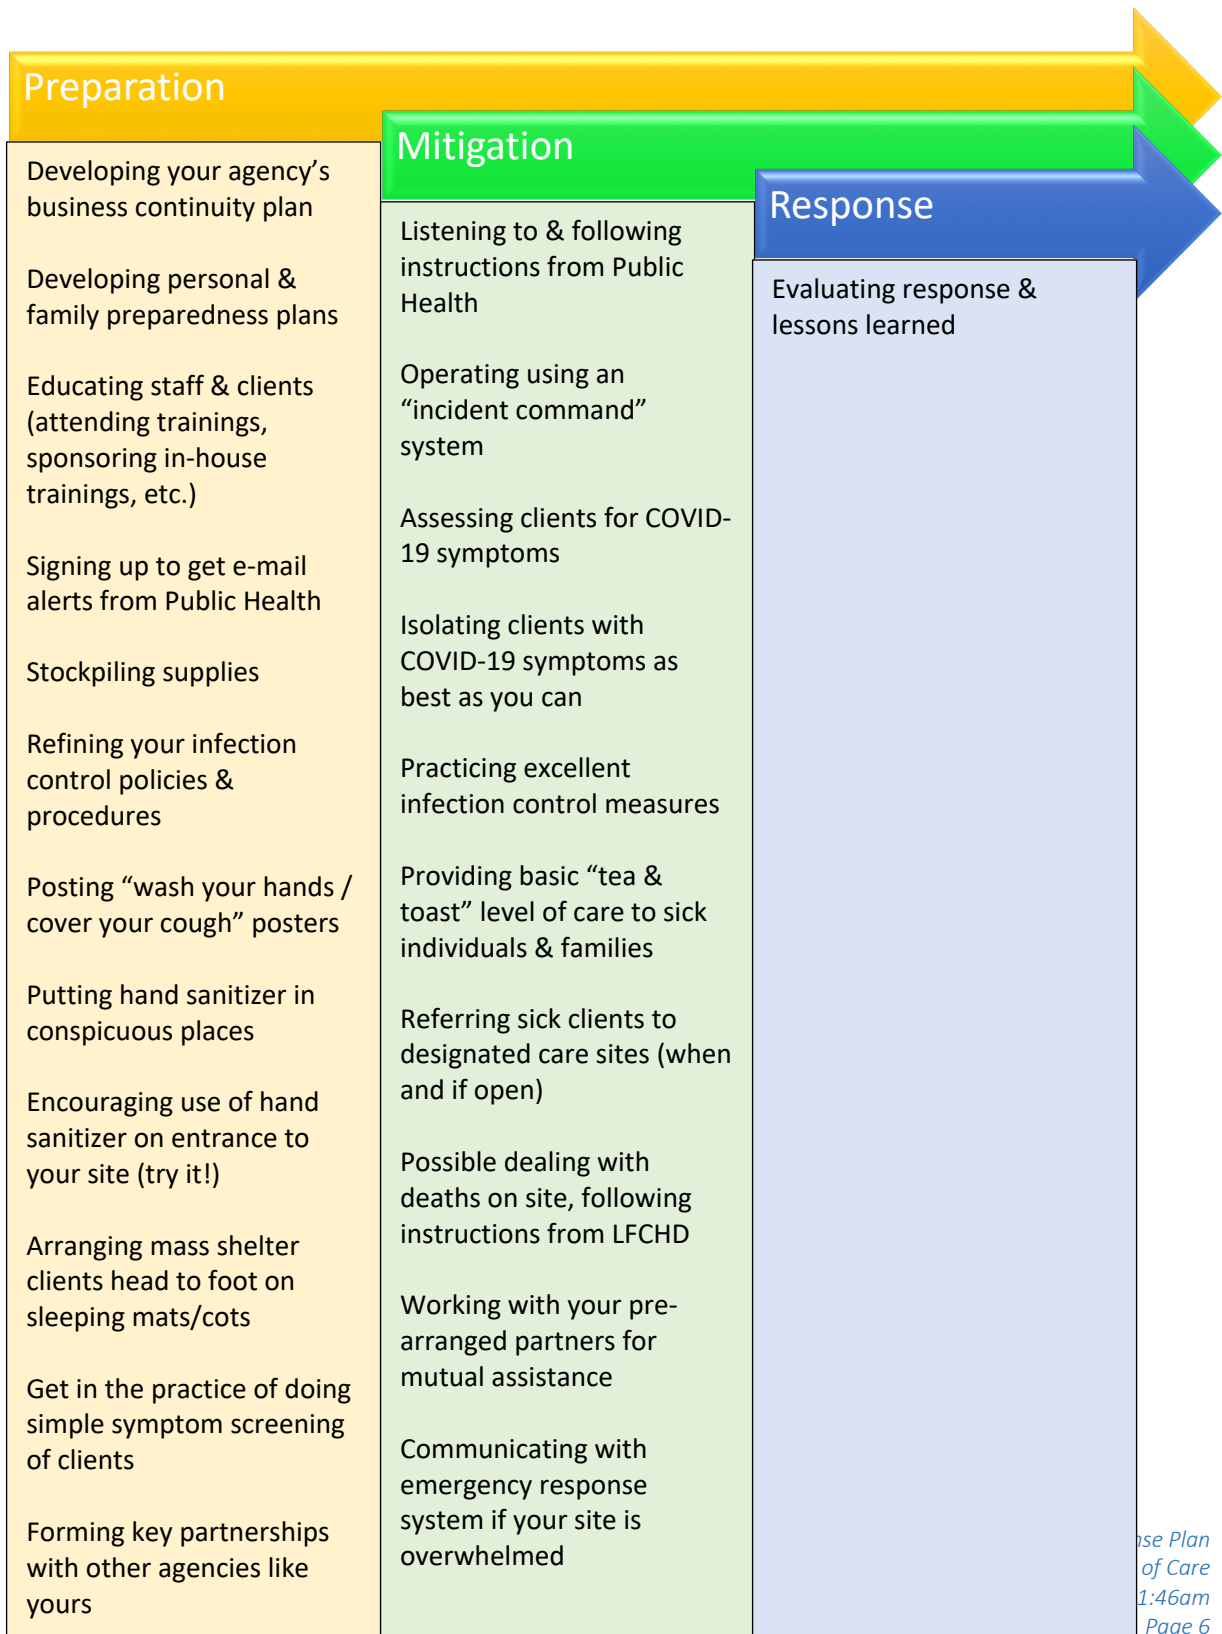 Preparation
Developing your agency’s
business continuity plan
Developing personal &
family preparedness plans
Educating staff & clients
(attending trainings,
sponsoring in-house
trainings, etc.)
Signing up to get e-mail
alerts from Public Health
Stockpiling supplies
Refining your infection
control policies &
procedures
Posting “wash your hands /
cover your cough” posters
Putting hand sanitizer in
conspicuous places
Encouraging use of hand
sanitizer on entrance to
your site (try it!)
Arranging mass shelter
clients head to foot on
sleeping mats/cots
Get in the practice of doing
simple symptom screening
of clients
Forming key partnerships
with other agencies like
yours
Mitigation
Listening to & following
instructions from Public
Health
Operating using an
“incident command”
system
Assessing clients for COVID-
19 symptoms
Isolating clients with
COVID-19 symptoms as
best as you can
Practicing excellent
infection control measures
Providing basic “tea &
toast” level of care to sick
individuals & families
Referring sick clients to
designated care sites (when
and if open)
Possible dealing with
deaths on site, following
instructions from LFCHD
Working with your pre-
arranged partners for
mutual assistance
Communicating with
emergency response
system if your site is
overwhelmed
Response
Evaluating response &
lessons learned
Plan
of Care
1:46am
Page 6